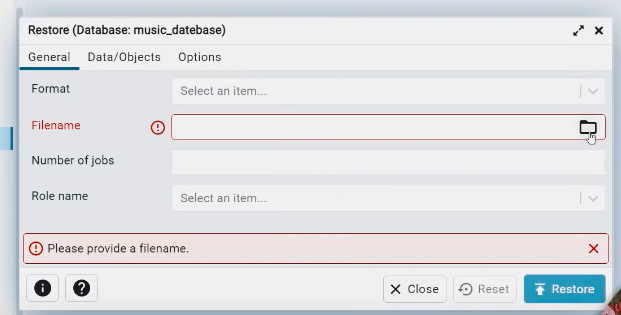 Restore (Database: music_datebase)
General Data/Objects Options
Format Select an item...
Filename
Number of jobs
Role name Select an item...
Please provide a filename.
Close Reset Restore